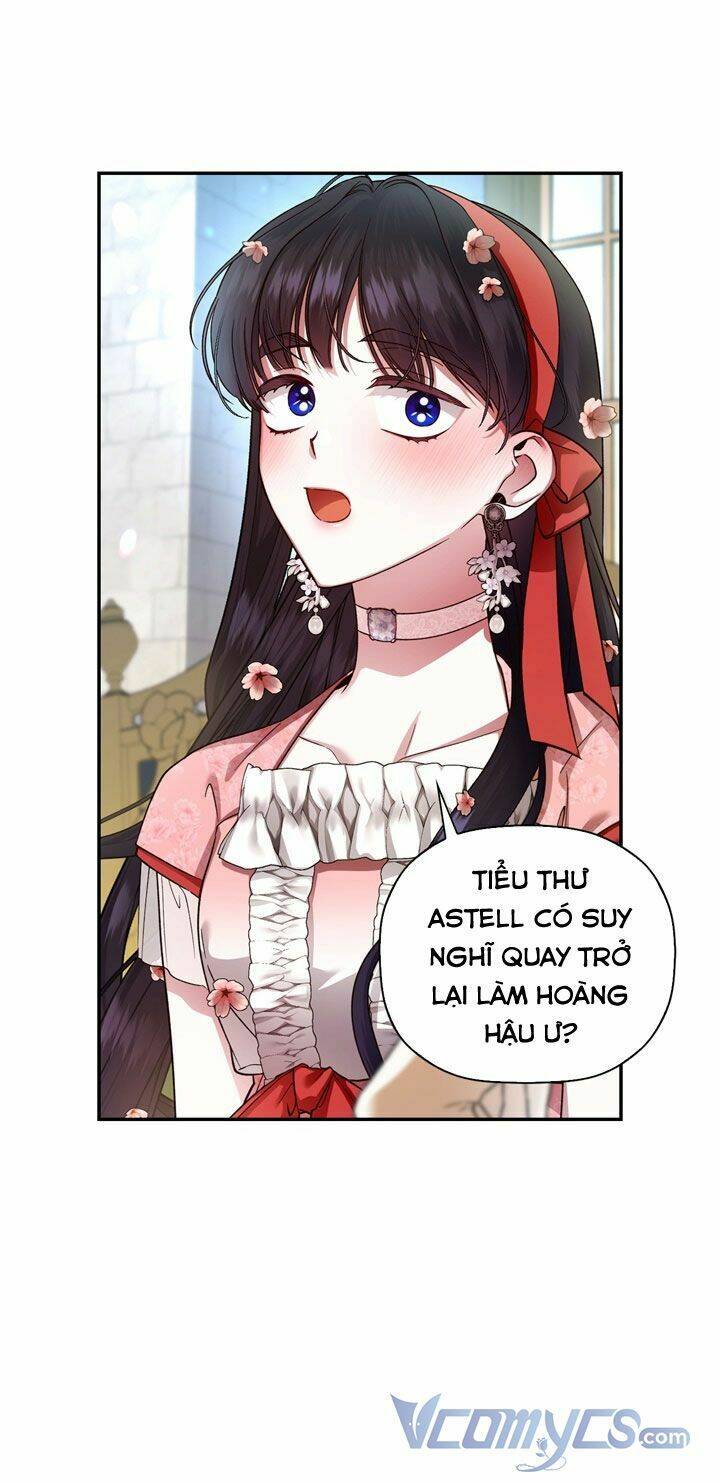 TIỂU THƯ
ASTELL CÓ SUY
NGHĨ QUAY TRỞ
LẠI LÀM HOÀNG
HẬU Ư?
Vcomycs.com